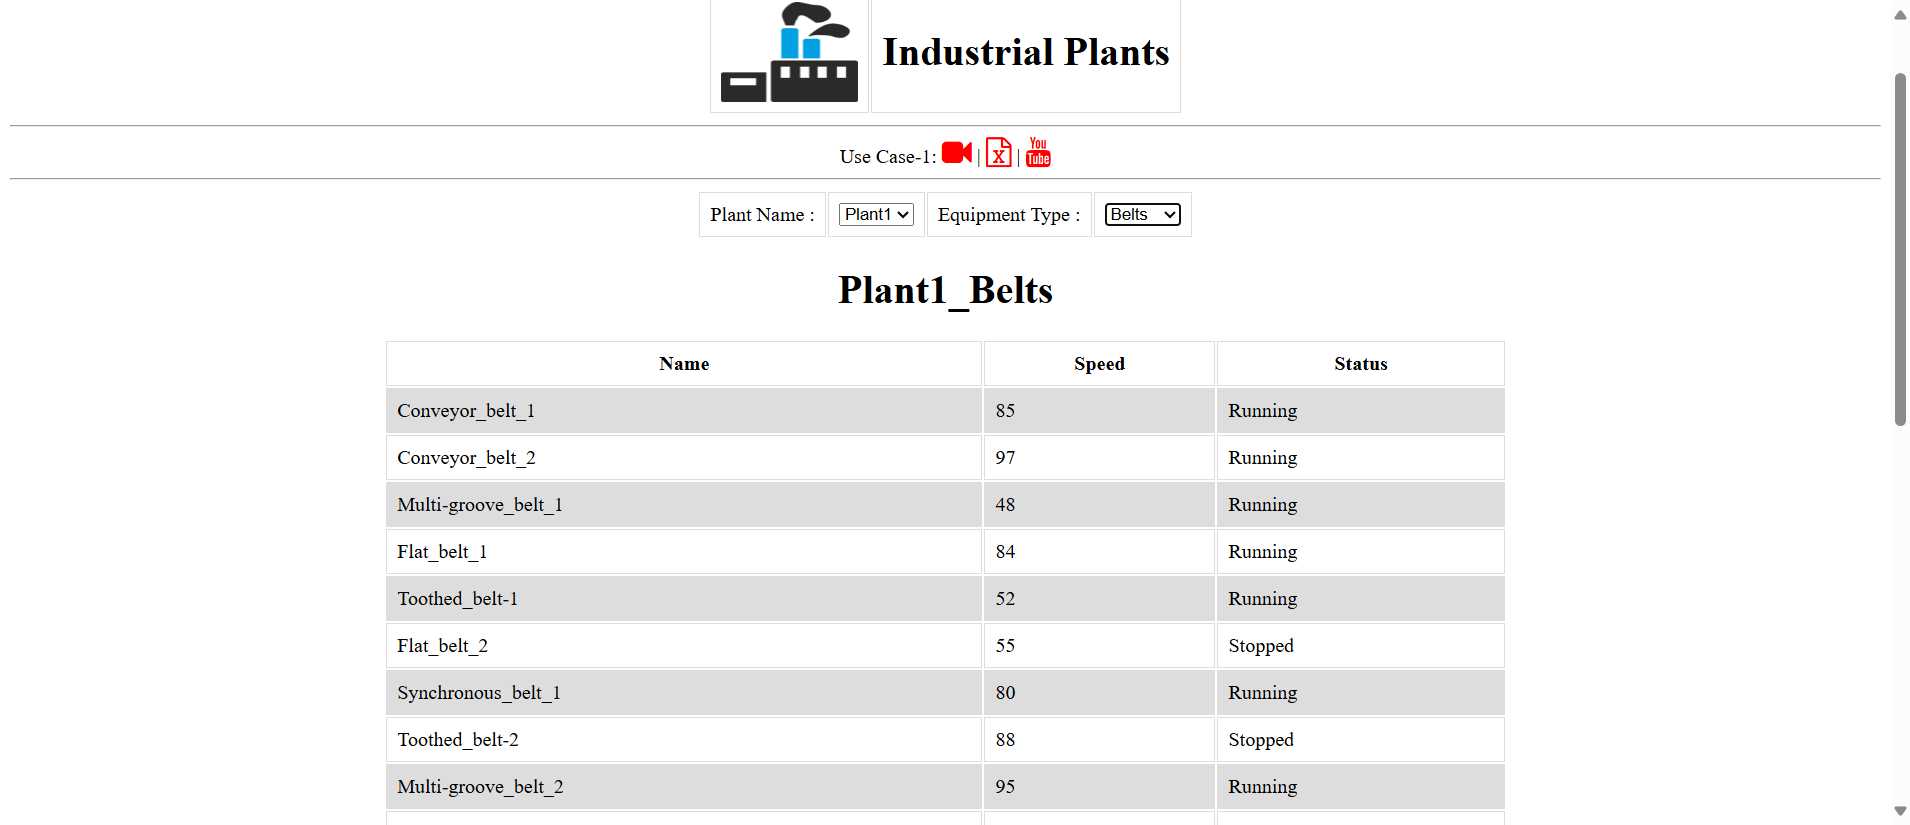 Industrial Plants
Use Case-1: | X | You Tube
Plant Name : Plant1 Equipment Type : Belts
Plant1_Belts
Name Speed Status
Conveyor_belt_1 85 Running
Conveyor_belt_2 97 Running
Multi-groove_belt_1 48 Running
Flat_belt_1 84 Running
Toothed_belt-1 52 Running
Flat_belt_2 55 Stopped
Synchronous_belt_1 80 Running
Toothed_belt-2 88 Stopped
Multi-groove_belt_2 95 Running